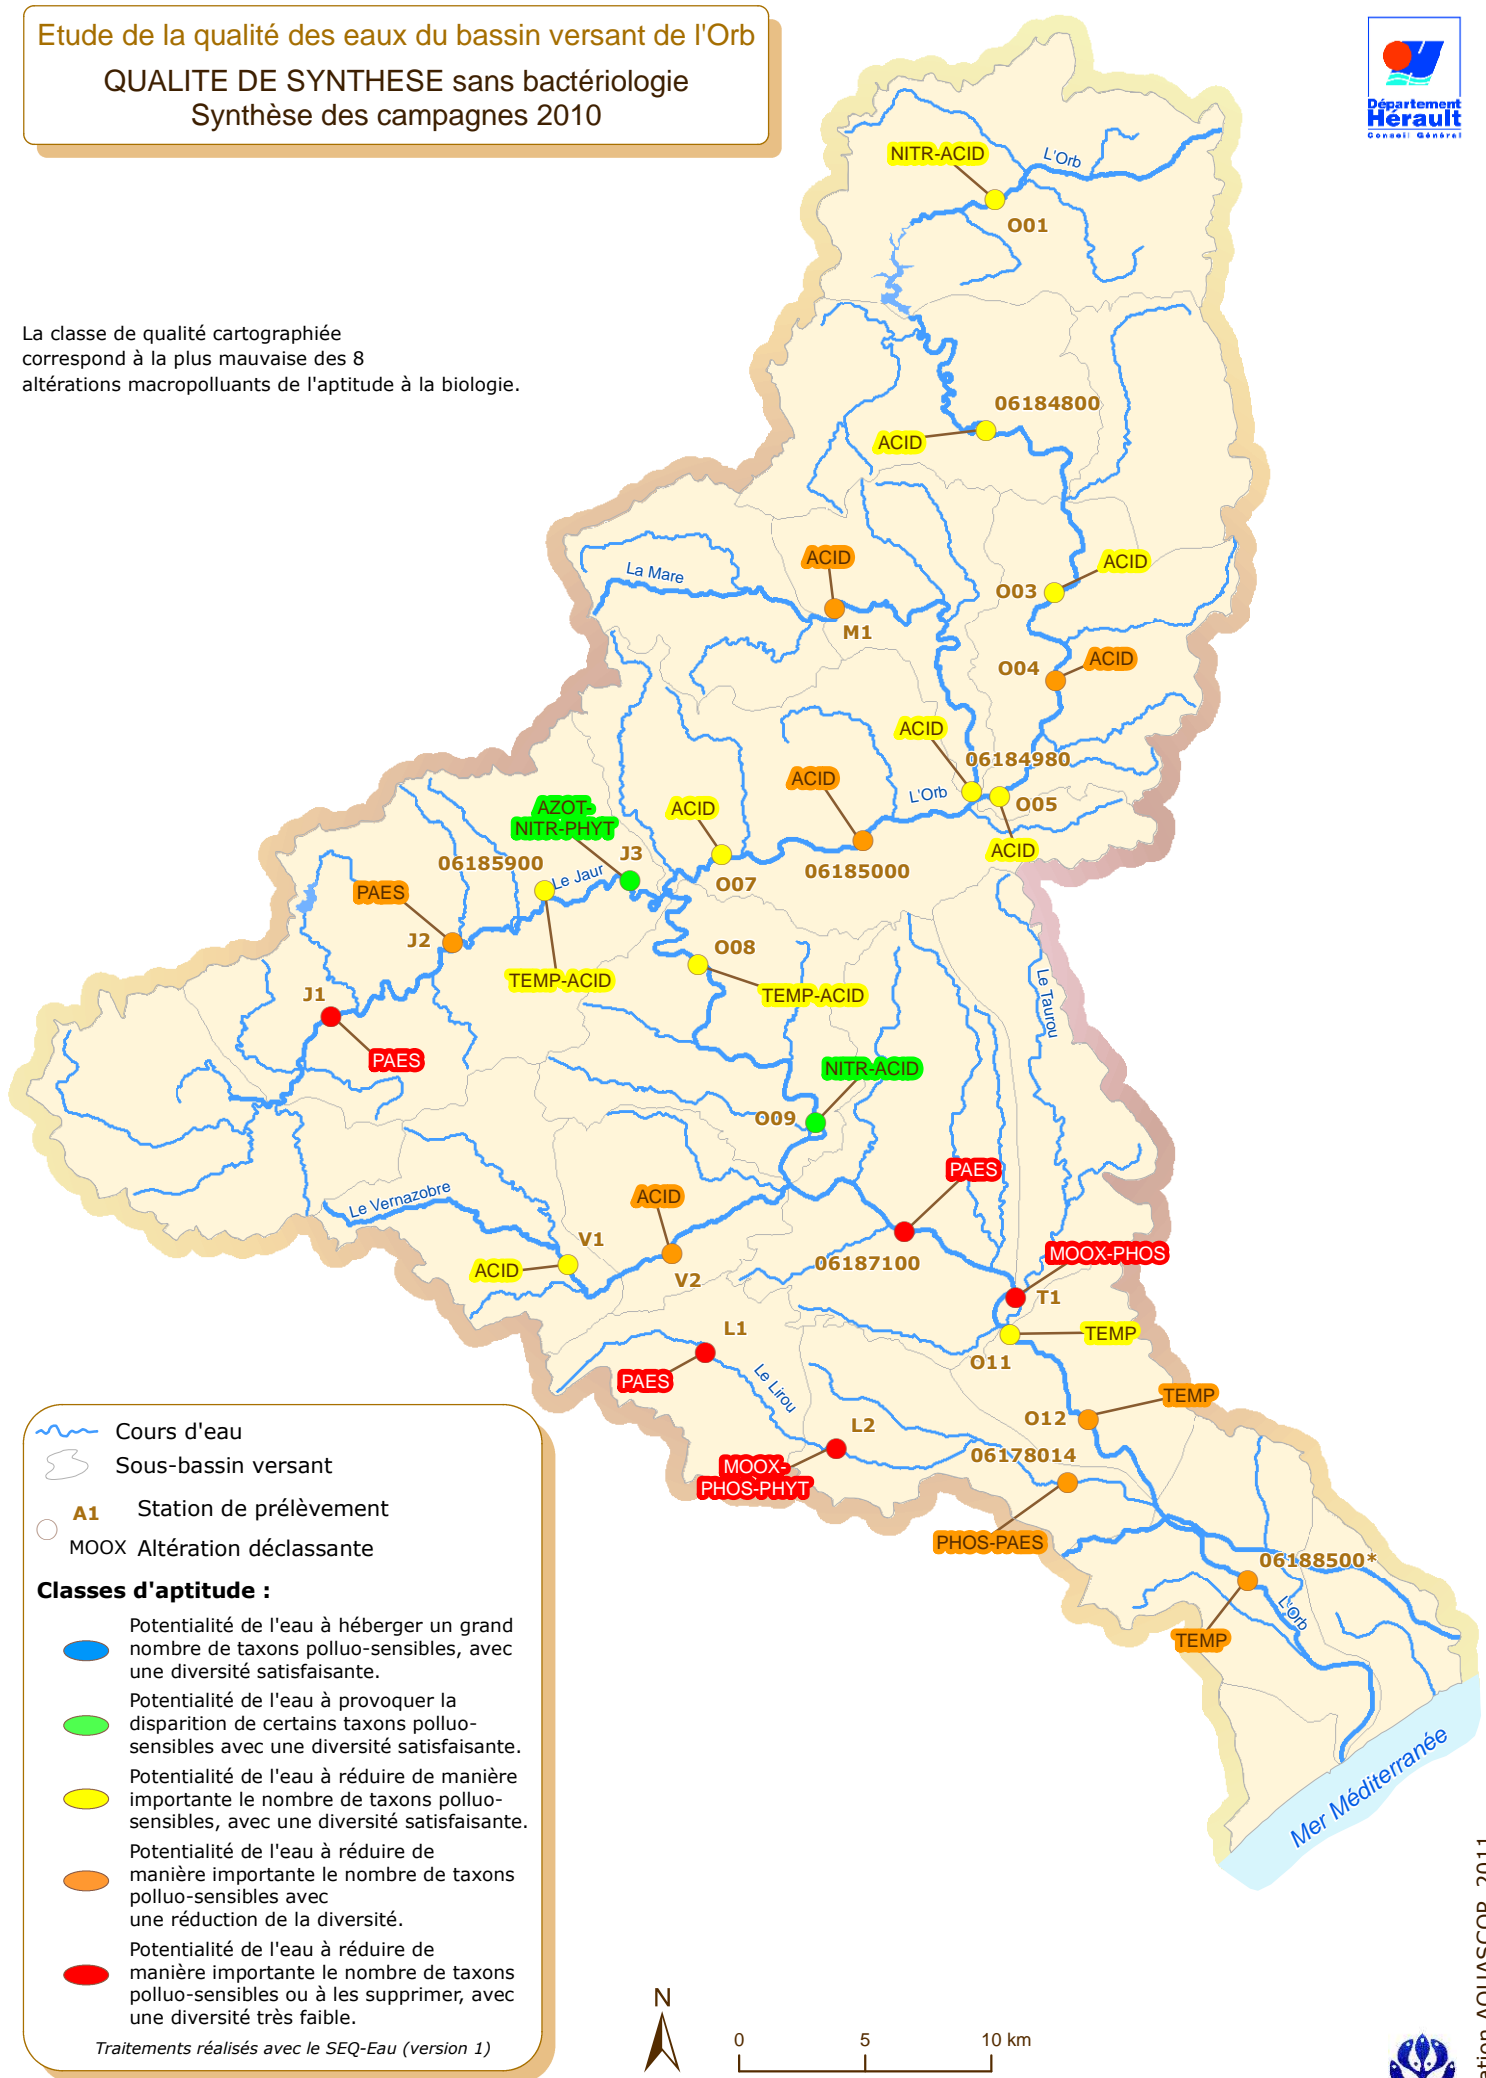 Etude de la qualité des eaux du bassin versant de l'Orb
QUALITE DE SYNTHESE sans bactériologie
Synthèse des campagnes 2010
Département
Hérault
Conseil Général
La classe de qualité cartographiée
correspond à la plus mauvaise des 8
altérations macropolluants de l'aptitude à la biologie.
NITR-ACID
L'Orb
O01
06184800
ACID
ACID
La Mare
M1
ACID
O03
O04
ACID
ACID
06184980
L'Orb
O05
ACID
ACID
06185000
ACID
O07
AZOT-
NITR-PHYT
J3
06185900
Le Jaur
PAES
J2
TEMP-ACID
O08
TEMP-ACID
J1
PAES
Le Taurou
NITR-ACID
O09
PAES
06187100
Le Vernazobre
ACID
V1
ACID
V2
MOOX-PHOS
T1
TEMP
O11
L1
PAES
Le Lirou
L2
MOOX-
PHOS-PHYT
TEMP
O12
06178014
PHOS-PAES
06188500*
L'Orb
TEMP
Mer Méditerranée
Cours d'eau
Sous-bassin versant
A1 Station de prélèvement
MOOX Altération déclassante
Classes d'aptitude :
Potentialité de l'eau à héberger un grand
nombre de taxons polluo-sensibles, avec
une diversité satisfaisante.
Potentialité de l'eau à provoquer la
disparition de certains taxons polluo-
sensibles avec une diversité satisfaisante.
Potentialité de l'eau à réduire de manière
importante le nombre de taxons polluo-
sensibles, avec une diversité satisfaisante.
Potentialité de l'eau à réduire de
manière importante le nombre de taxons
polluo-sensibles avec
une réduction de la diversité.
Potentialité de l'eau à réduire de
manière importante le nombre de taxons
polluo-sensibles ou à les supprimer, avec
une diversité très faible.
Traitements réalisés avec le SEQ-Eau (version 1)
N
0 5 10 km
AQUASCOP 2011